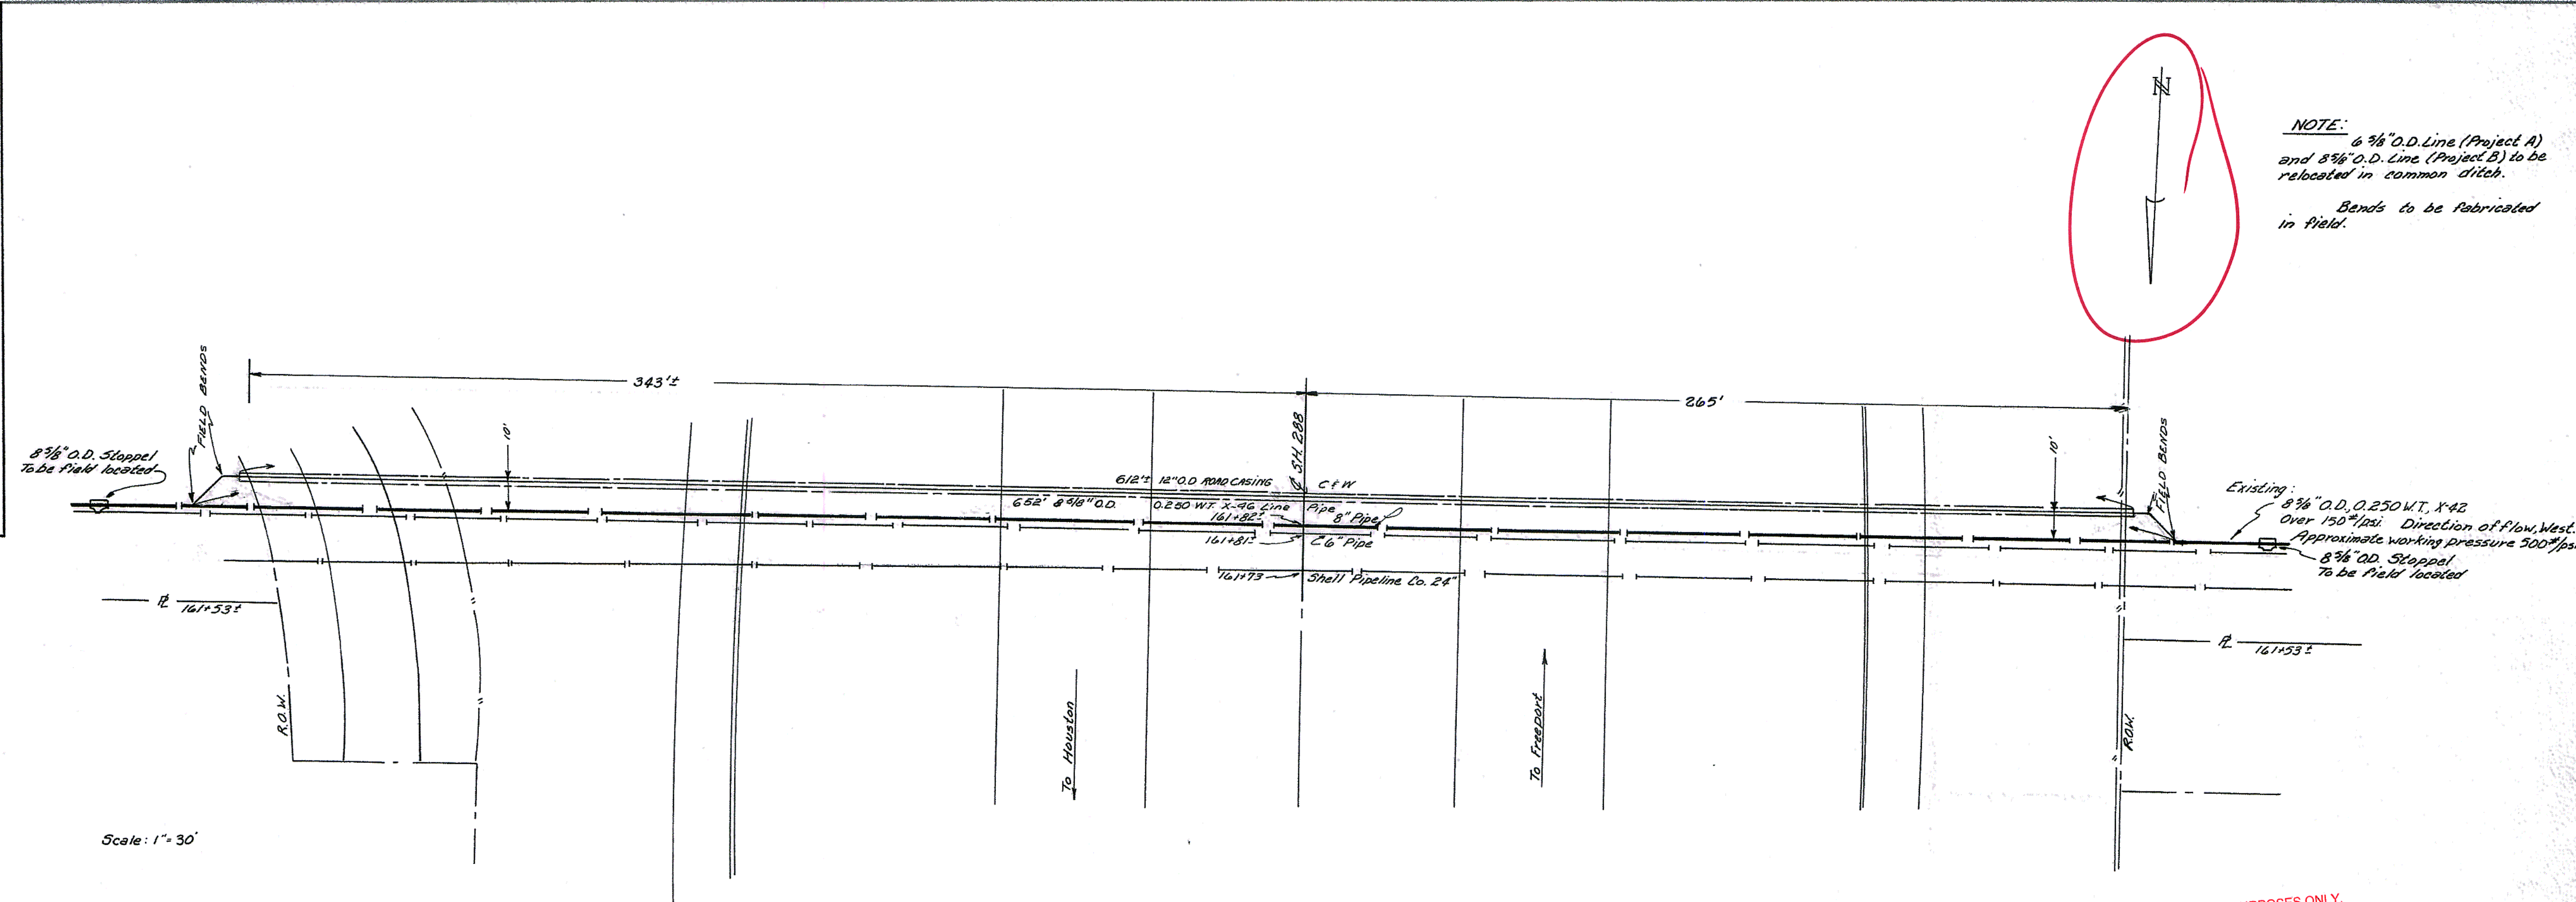 N
NOTE:
6 5/8" O.D. Line (Project A)
and 8 5/8" O.D. Line (Project B) to be
relocated in common ditch.
Bends to be fabricated
in field.
343'±
265'
FIELD BENDS
10'
℄ S.H. 288
10'
FIELD BENDS
8 5/8" O.D. Stoppel
To be field located
612'± 12" O.D ROAD CASING
C & W
652' 8 5/8" O.D. 0.250 W.T. X-46 Line Pipe
161+82± 8" Pipe
161+81± 6" Pipe
161+73 Shell Pipeline Co. 24"
Existing:
8 5/8" O.D., 0.250 W.T., X-42
Over 150#/psi. Direction of flow, West.
Approximate working pressure 500#/psi
8 5/8" O.D. Stoppel
To be field located
℄ 161+53±
℄ 161+53±
R.O.W.
To Houston
To Freeport
R.O.W.
Scale: 1"=30'
PURPOSES ONLY.